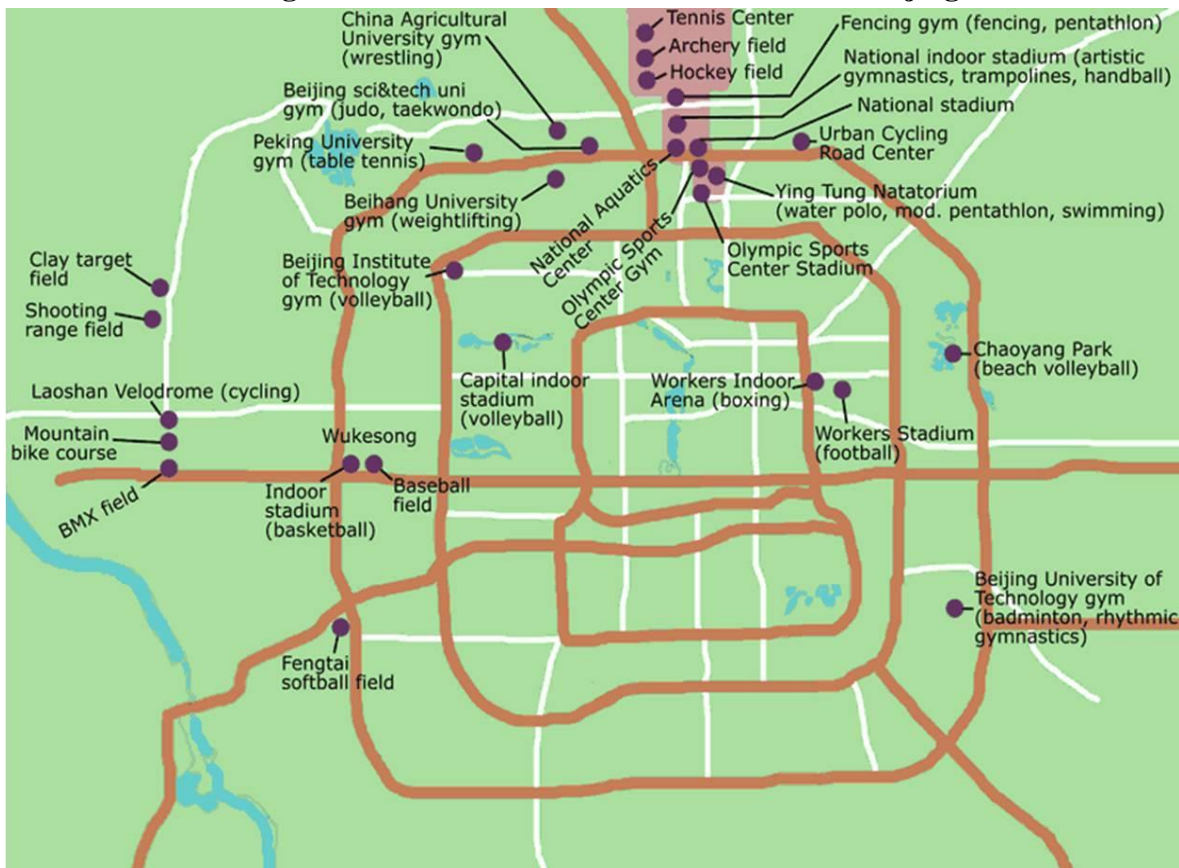 China Agricultural
University gym
(wrestling)
Tennis Center
Archery field
Hockey field
Fencing gym (fencing, pentathlon)
National indoor stadium (artistic
gymnastics, trampolines, handball)
National stadium
Beijing sci&tech uni
gym (judo, taekwondo)
Peking University
gym (table tennis)
Urban Cycling
Road Center
Beihang University
gym (weightlifting)
National Aquatics
Center
Olympic Sports
Center Gym
Ying Tung Natatorium
(water polo, mod. pentathlon, swimming)
Olympic Sports
Center Stadium
Clay target
field
Shooting
range field
Beijing Institute
of Technology
gym (volleyball)
Capital indoor
stadium
(volleyball)
Workers Indoor
Arena (boxing)
Chaoyang Park
(beach volleyball)
Laoshan Velodrome (cycling)
Mountain
bike course
BMX field
Wukesong
Indoor
stadium
(basketball)
Baseball
field
Workers Stadium
(football)
Beijing University of
Technology gym
(badminton, rhythmic
gymnastics)
Fengtai
softball field